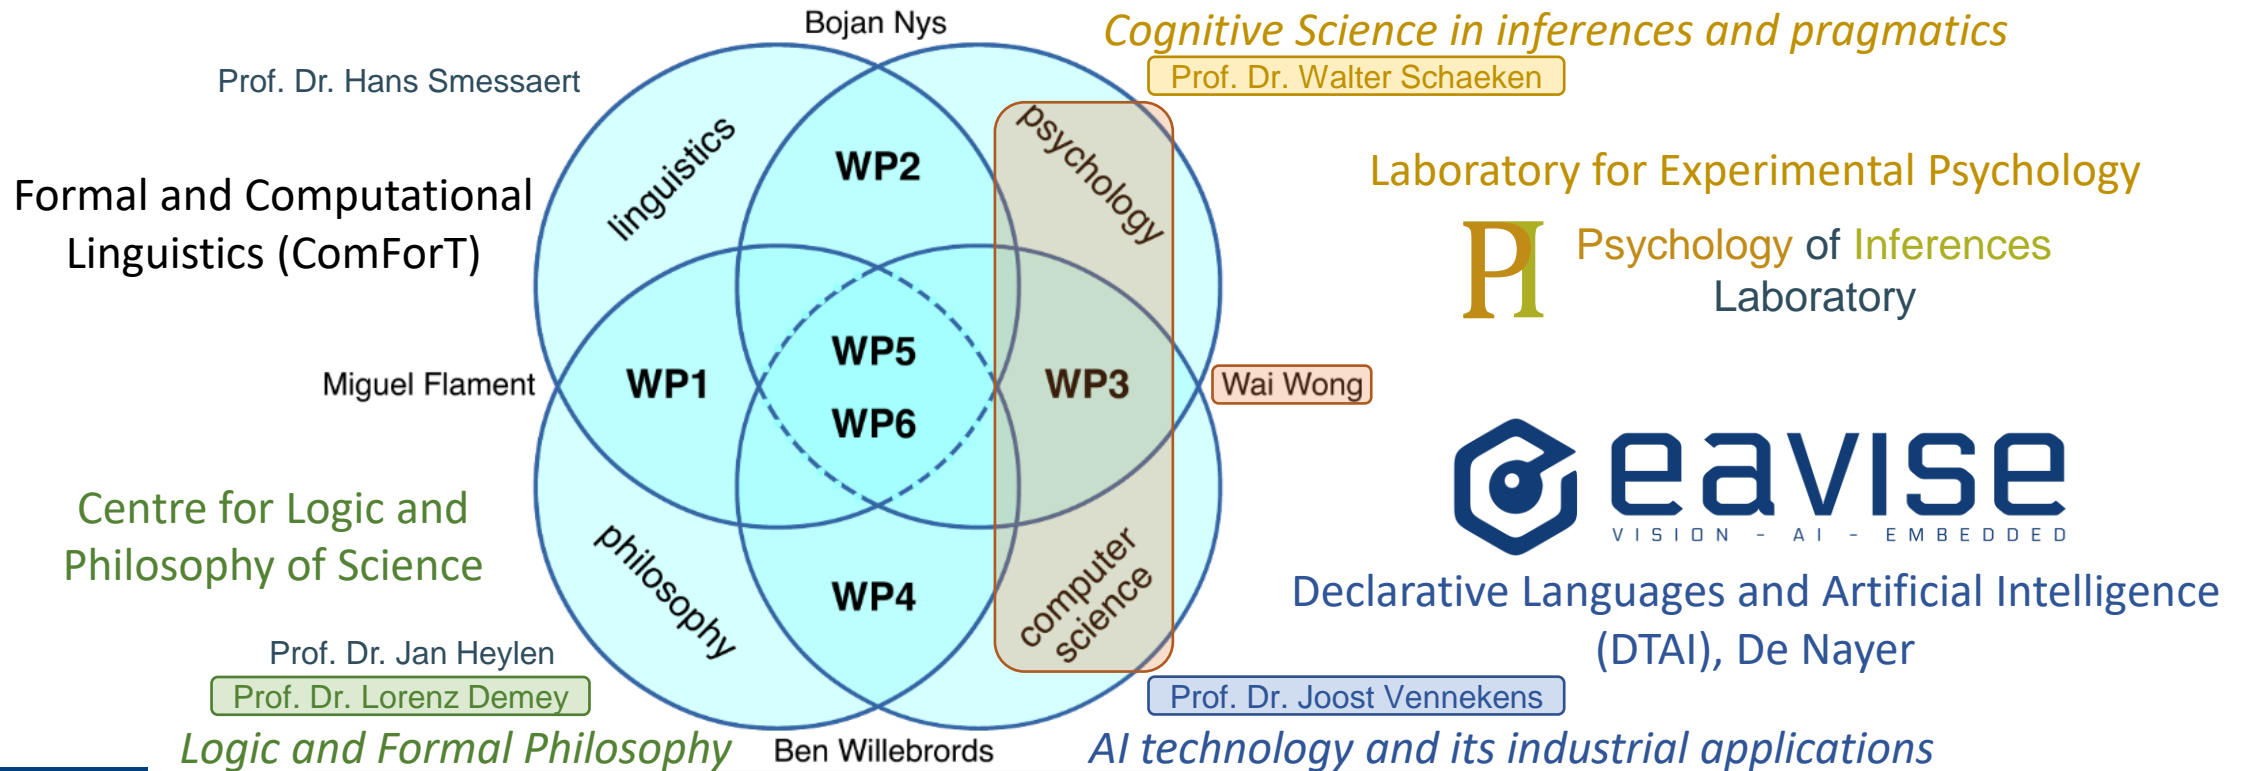 Bojan Nys
Cognitive Science in inferences and pragmatics
Prof. Dr. Hans Smessaert
Prof. Dr. Walter Schaeken
linguistics
WP2
psychology
Formal and Computational
Linguistics (ComForT)
Laboratory for Experimental Psychology
PI Psychology of Inferences
Laboratory
Miguel Flament
WP1
WP5
WP6
WP3
Wai Wong
eavise
VISION - AI - EMBEDDED
Centre for Logic and
Philosophy of Science
philosophy
WP4
computer
science
Declarative Languages and Artificial Intelligence
(DTAI), De Nayer
Prof. Dr. Jan Heylen
Prof. Dr. Lorenz Demey
Prof. Dr. Joost Vennekens
Logic and Formal Philosophy
Ben Willebrords
AI technology and its industrial applications